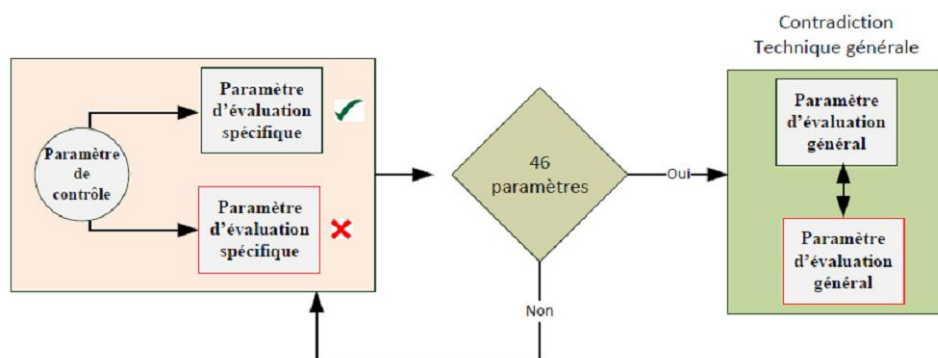 Contradiction
Technique générale
Paramètre
d'évaluation
spécifique
Paramètre
de
contrôle
Paramètre
d'évaluation
spécifique
46
paramètres
Oui
Paramètre
d'évaluation
général
Paramètre
d'évaluation
général
Non